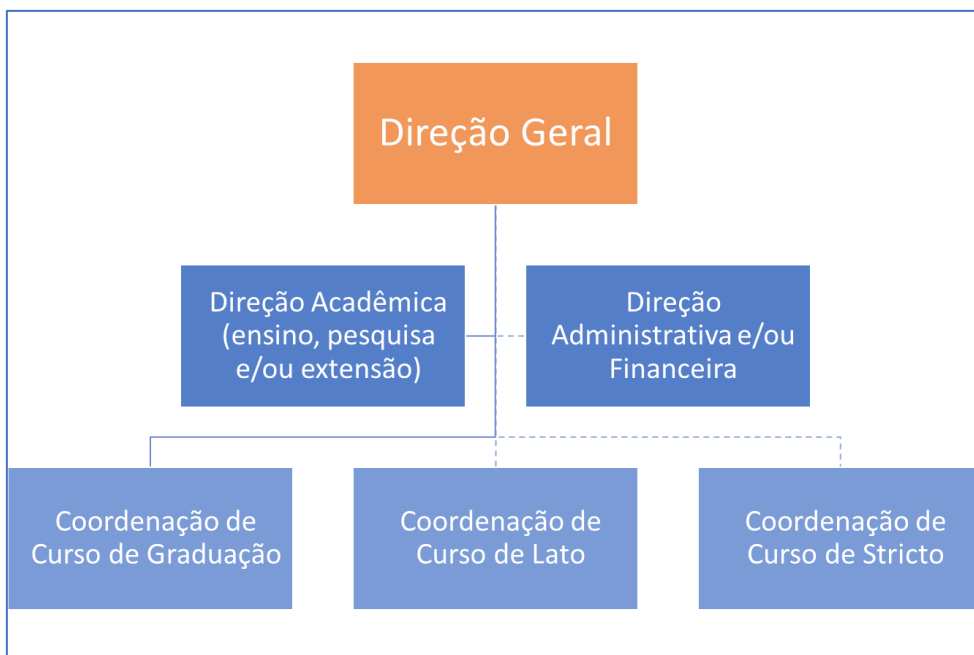 Direção Geral
Direção Acadêmica
(ensino, pesquisa
e/ou extensão)
Direção
Administrativa e/ou
Financeira
Coordenação de
Curso de Graduação
Coordenação de
Curso de Lato
Coordenação de
Curso de Stricto